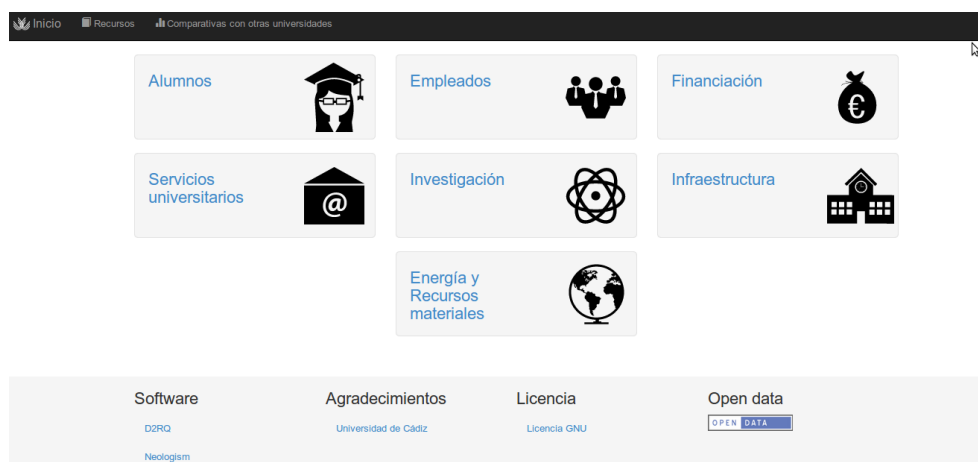 Inicio Recursos Comparativas con otras universidades
Alumnos
Empleados
Financiación
€
Servicios
universitarios
@
Investigación
Infraestructura
Energía y
Recursos
materiales
Software
Agradecimientos
Licencia
Open data
D2RQ
Universidad de Cádiz
Licencia GNU
OPEN DATA
Neologism